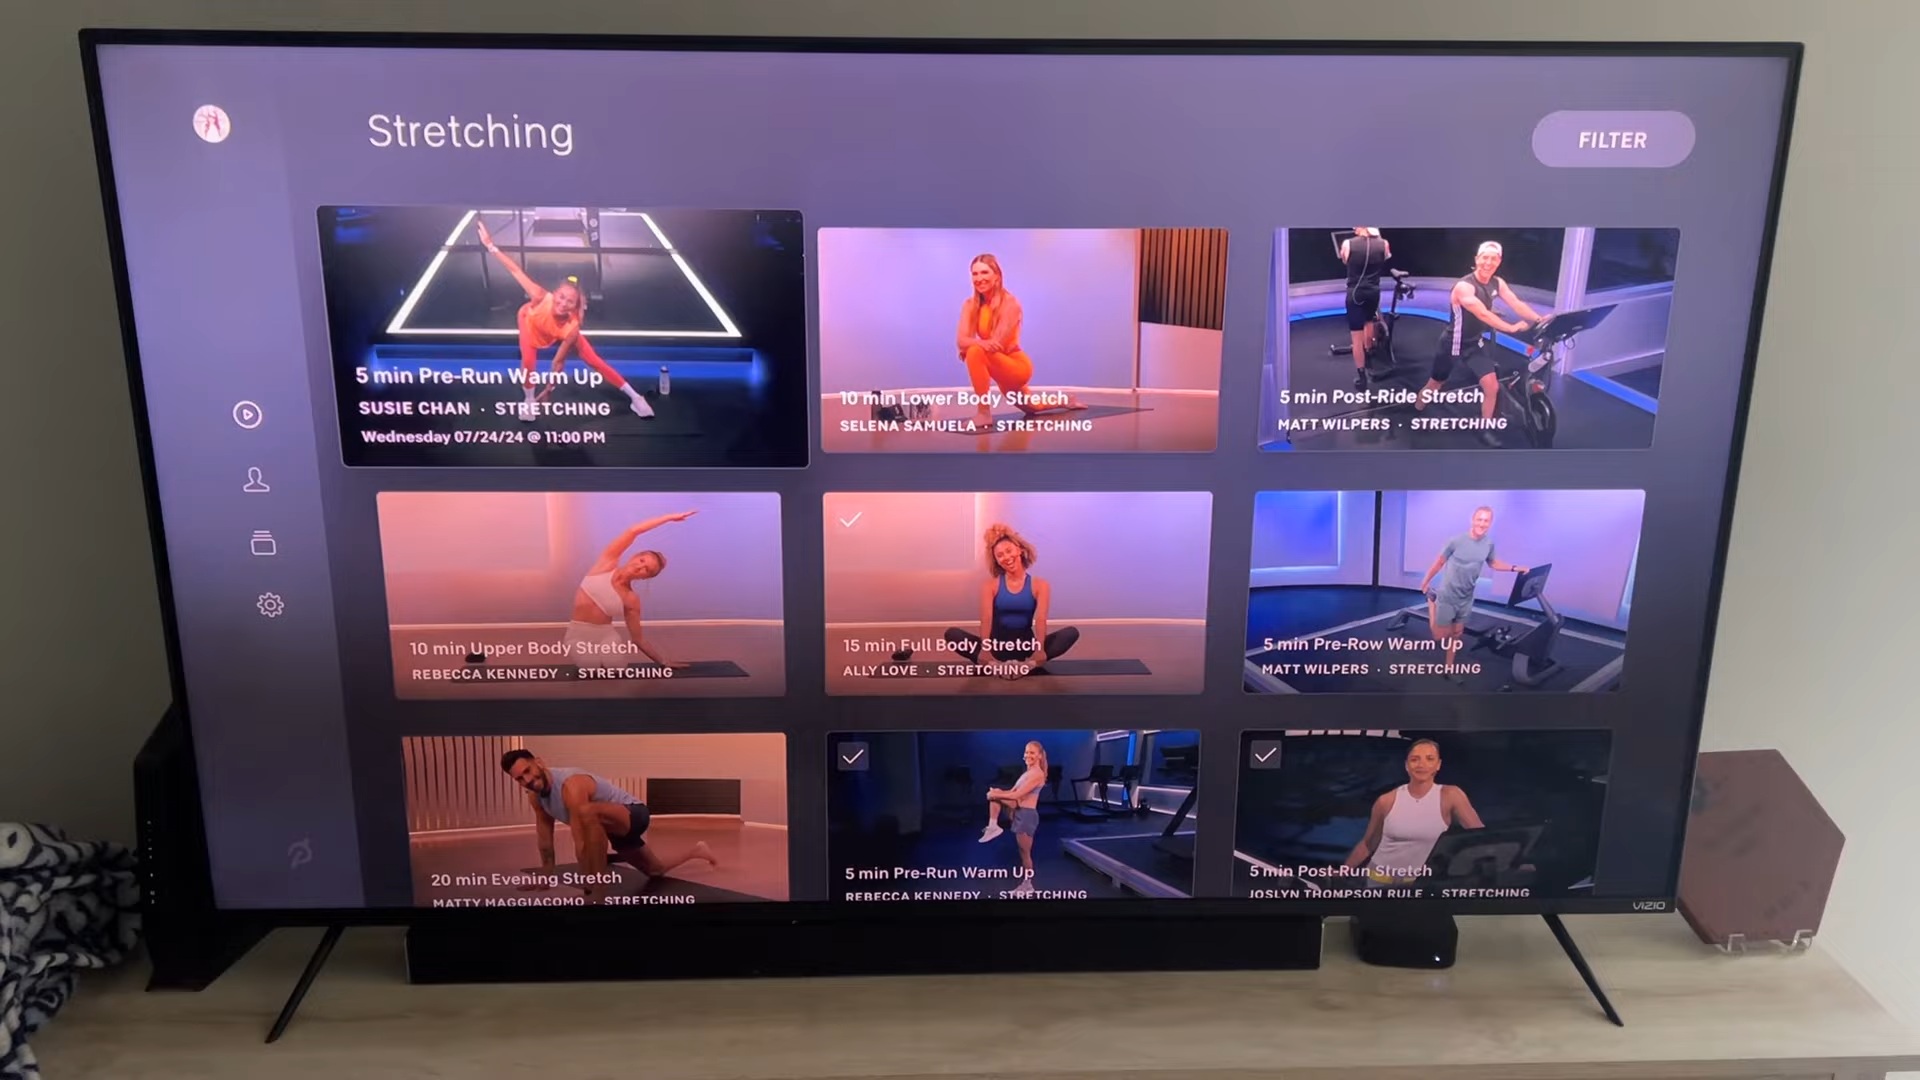 Stretching
FILTER
5 min Pre-Run Warm Up
SUSIE CHAN · STRETCHING
Wednesday 07/24/24 @ 11:00 PM
10 min Lower Body Stretch
SELENA SAMUELA · STRETCHING
5 min Post-Ride Stretch
MATT WILPERS · STRETCHING
10 min Upper Body Stretch
REBECCA KENNEDY · STRETCHING
15 min Full Body Stretch
ALLY LOVE · STRETCHING
5 min Pre-Row Warm Up
MATT WILPERS · STRETCHING
20 min Evening Stretch
MATTY MAGGIACOMO · STRETCHING
5 min Pre-Run Warm Up
REBECCA KENNEDY · STRETCHING
5 min Post-Run Stretch
JOSLYN THOMPSON RULE · STRETCHING
VIZIO